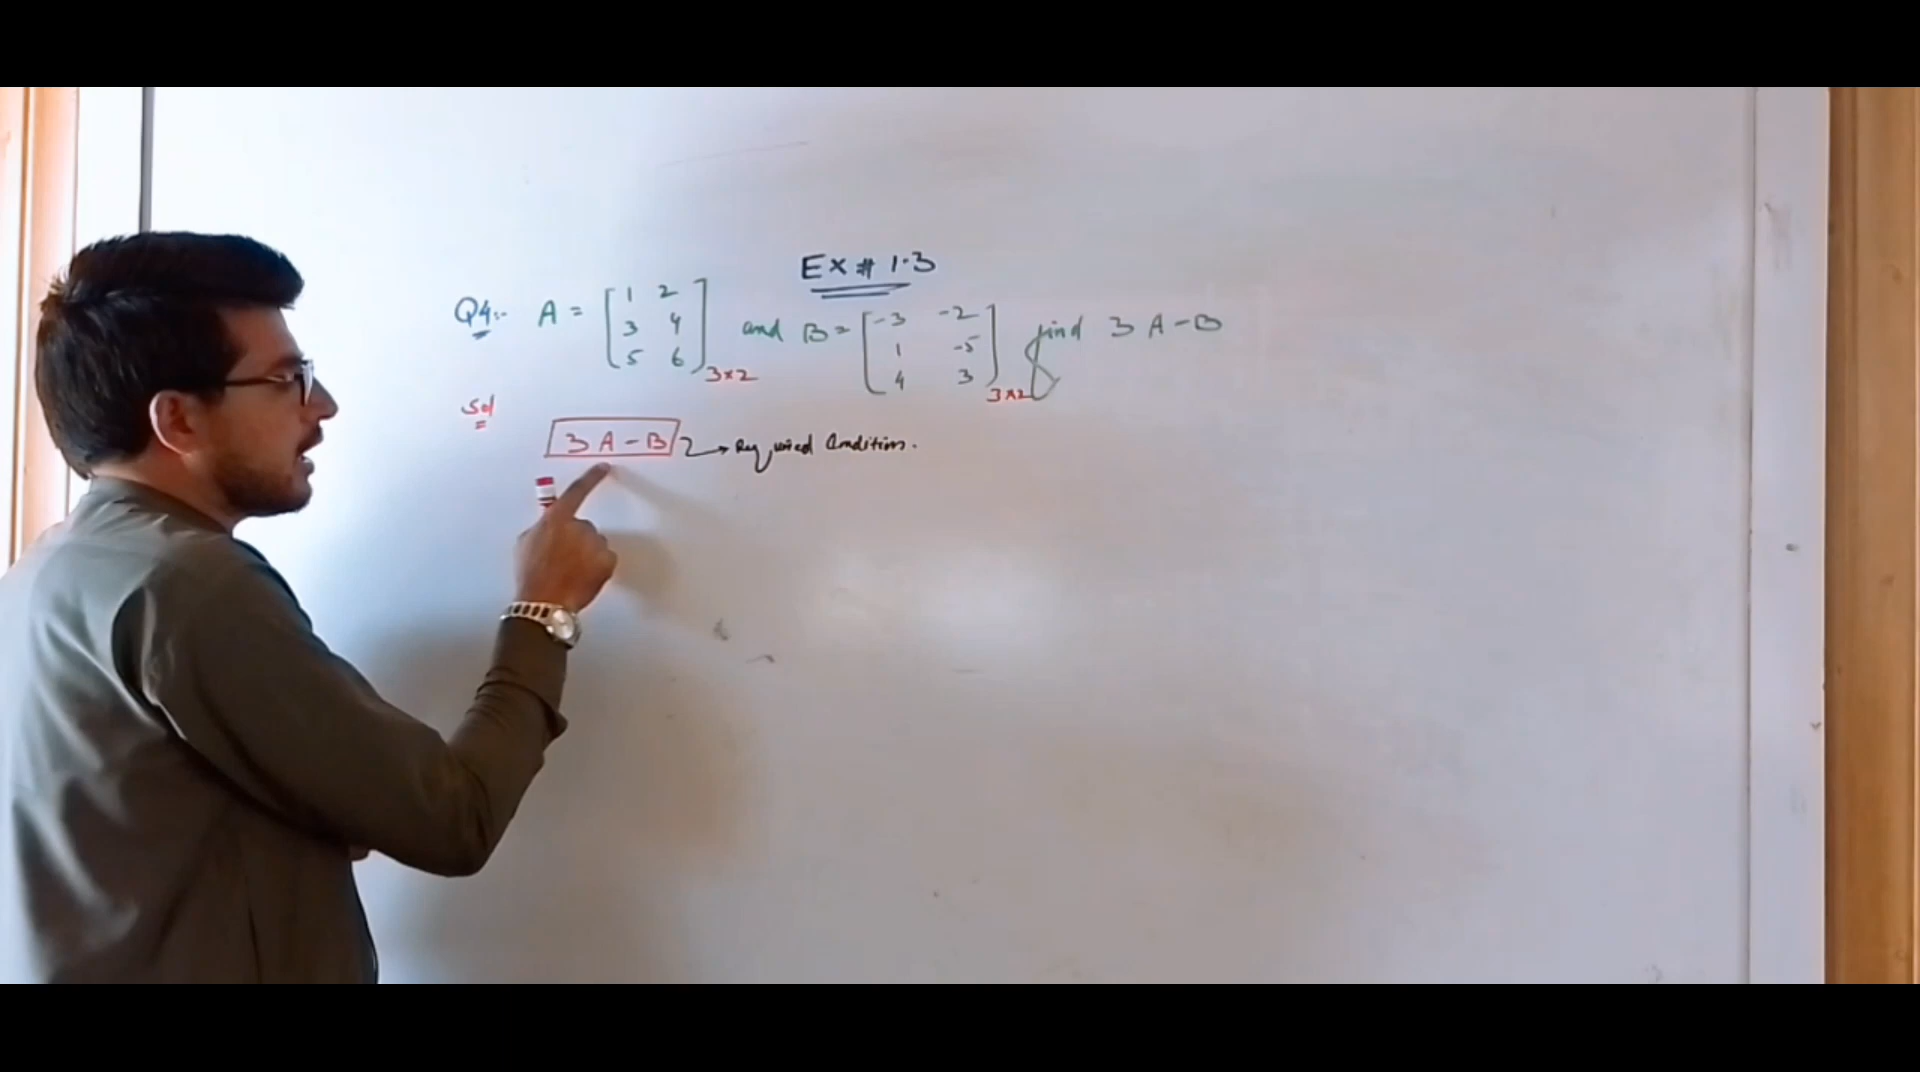 Ex # 1.3
Q4:- A = [1 2 3 4 5 6] 3×2 and B = [-3 -2 1 -5 4 3] 3×2 find 3A-B
Sol
3A-B → Required Condition.